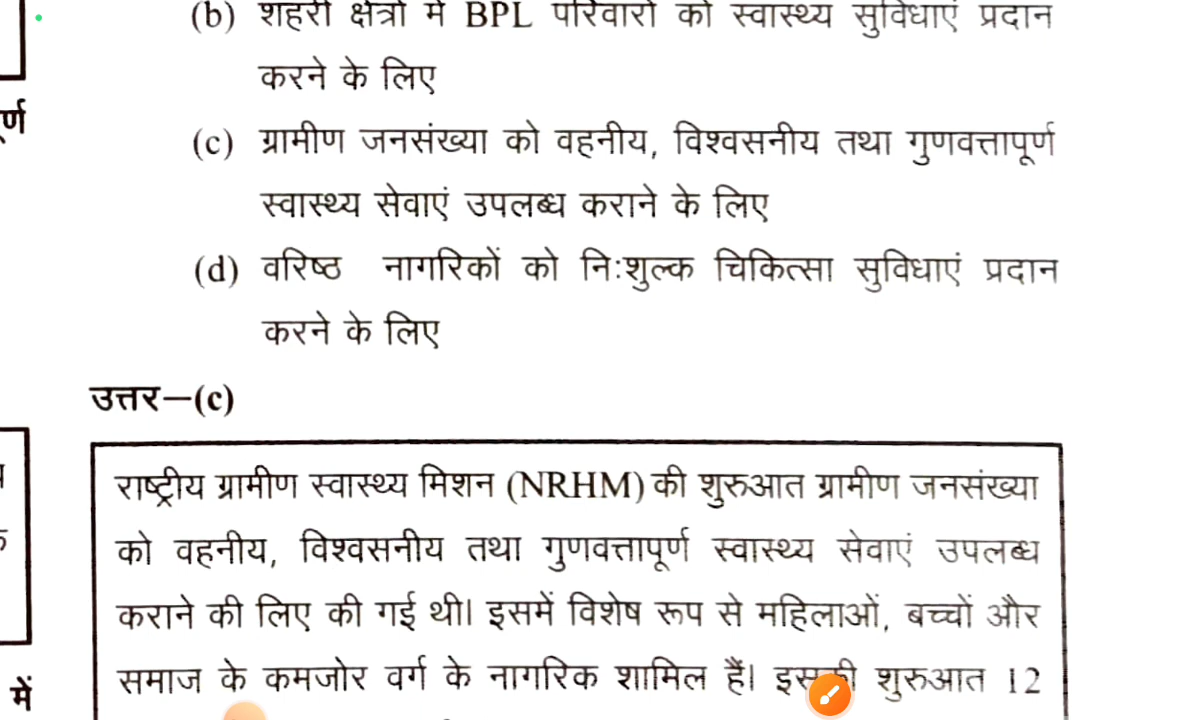 (b) शहरी क्षेत्रों में BPL परिवारों को स्वास्थ्य सुविधाएं प्रदान
करने के लिए
र्ण
(c) ग्रामीण जनसंख्या को वहनीय, विश्वसनीय तथा गुणवत्तापूर्ण
स्वास्थ्य सेवाएं उपलब्ध कराने के लिए
(d) वरिष्ठ नागरिकों को नि:शुल्क चिकित्सा सुविधाएं प्रदान
करने के लिए
उत्तर–(c)
राष्ट्रीय ग्रामीण स्वास्थ्य मिशन (NRHM) की शुरुआत ग्रामीण जनसंख्या
को वहनीय, विश्वसनीय तथा गुणवत्तापूर्ण स्वास्थ्य सेवाएं उपलब्ध
कराने की लिए की गई थी। इसमें विशेष रूप से महिलाओं, बच्चों और
समाज के कमजोर वर्ग के नागरिक शामिल हैं। इसकी शुरुआत 12
में